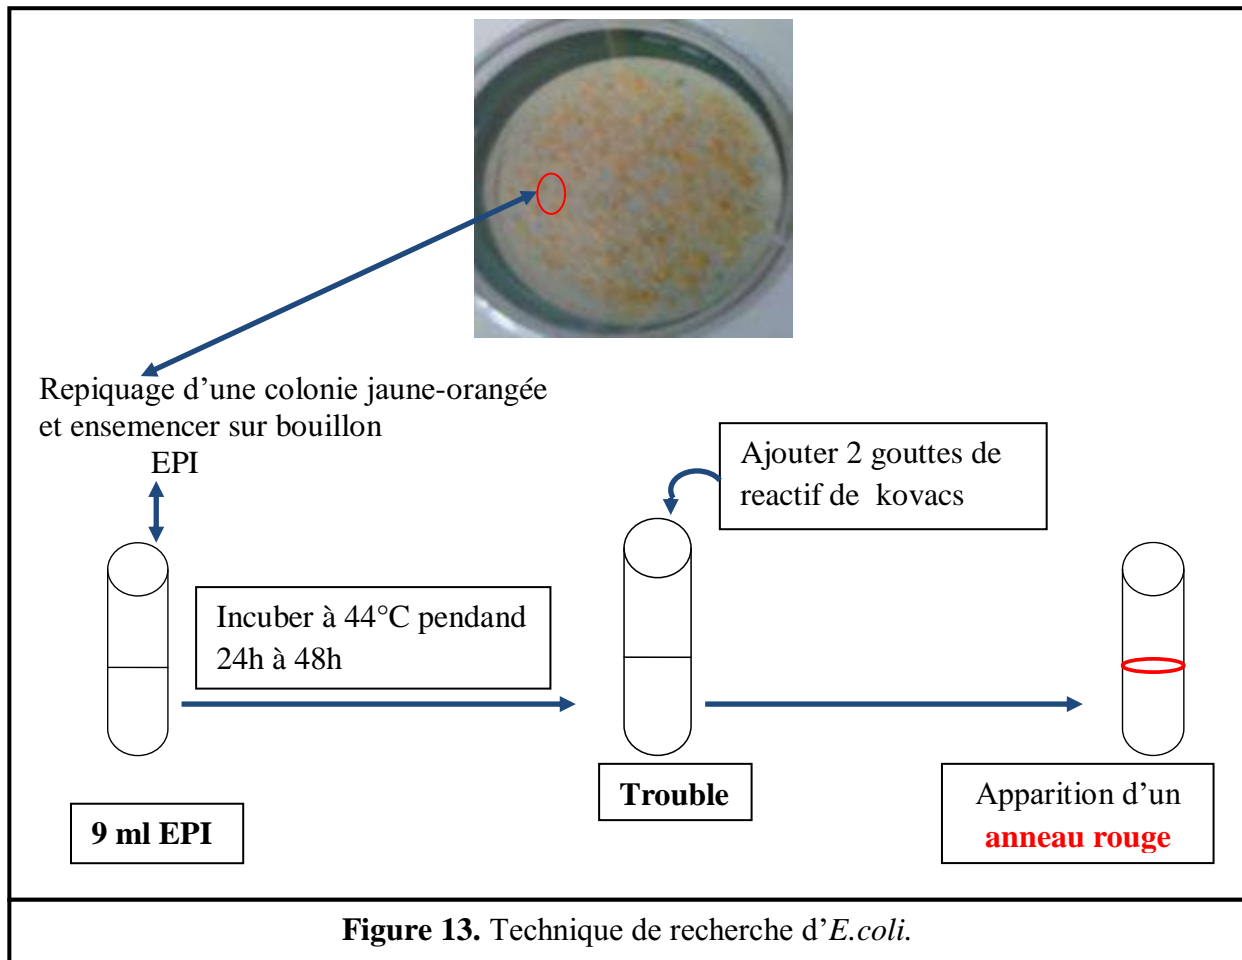 Repiquage d'une colonie jaune-orangée
et ensemencer sur bouillon
EPI
Ajouter 2 gouttes de
reactif de kovacs
Incuber à 44°C pendand
24h à 48h
9 ml EPI
Trouble
Apparition d'un
anneau rouge
Figure 13. Technique de recherche d'E.coli.